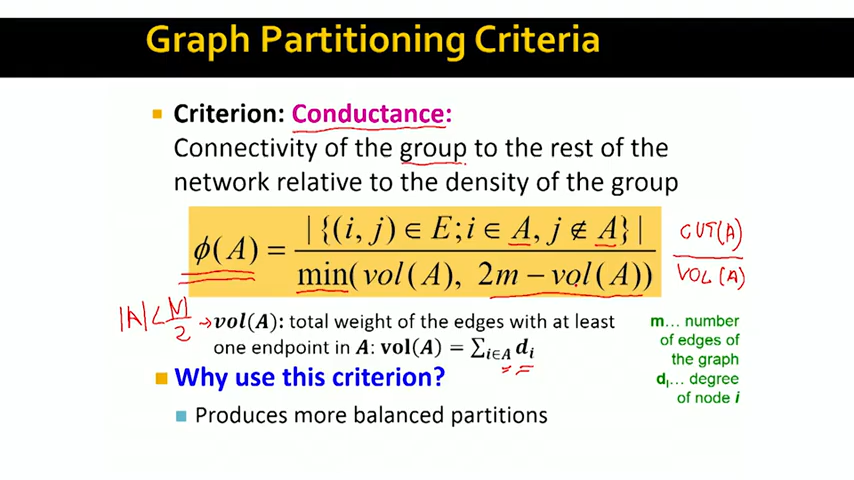 Graph Partitioning Criteria
Criterion: Conductance:
Connectivity of the group to the rest of the
network relative to the density of the group
ϕ(A) = |{(i, j) ∈ E; i ∈ A, j ∉ A}| / min(vol(A), 2m − vol(A))
CUT(A)
VOL(A)
|A| < N/2
→ vol(A): total weight of the edges with at least
one endpoint in A: vol(A) = ∑i∈A di
m... number
of edges of
the graph
di... degree
of node i
Why use this criterion?
Produces more balanced partitions